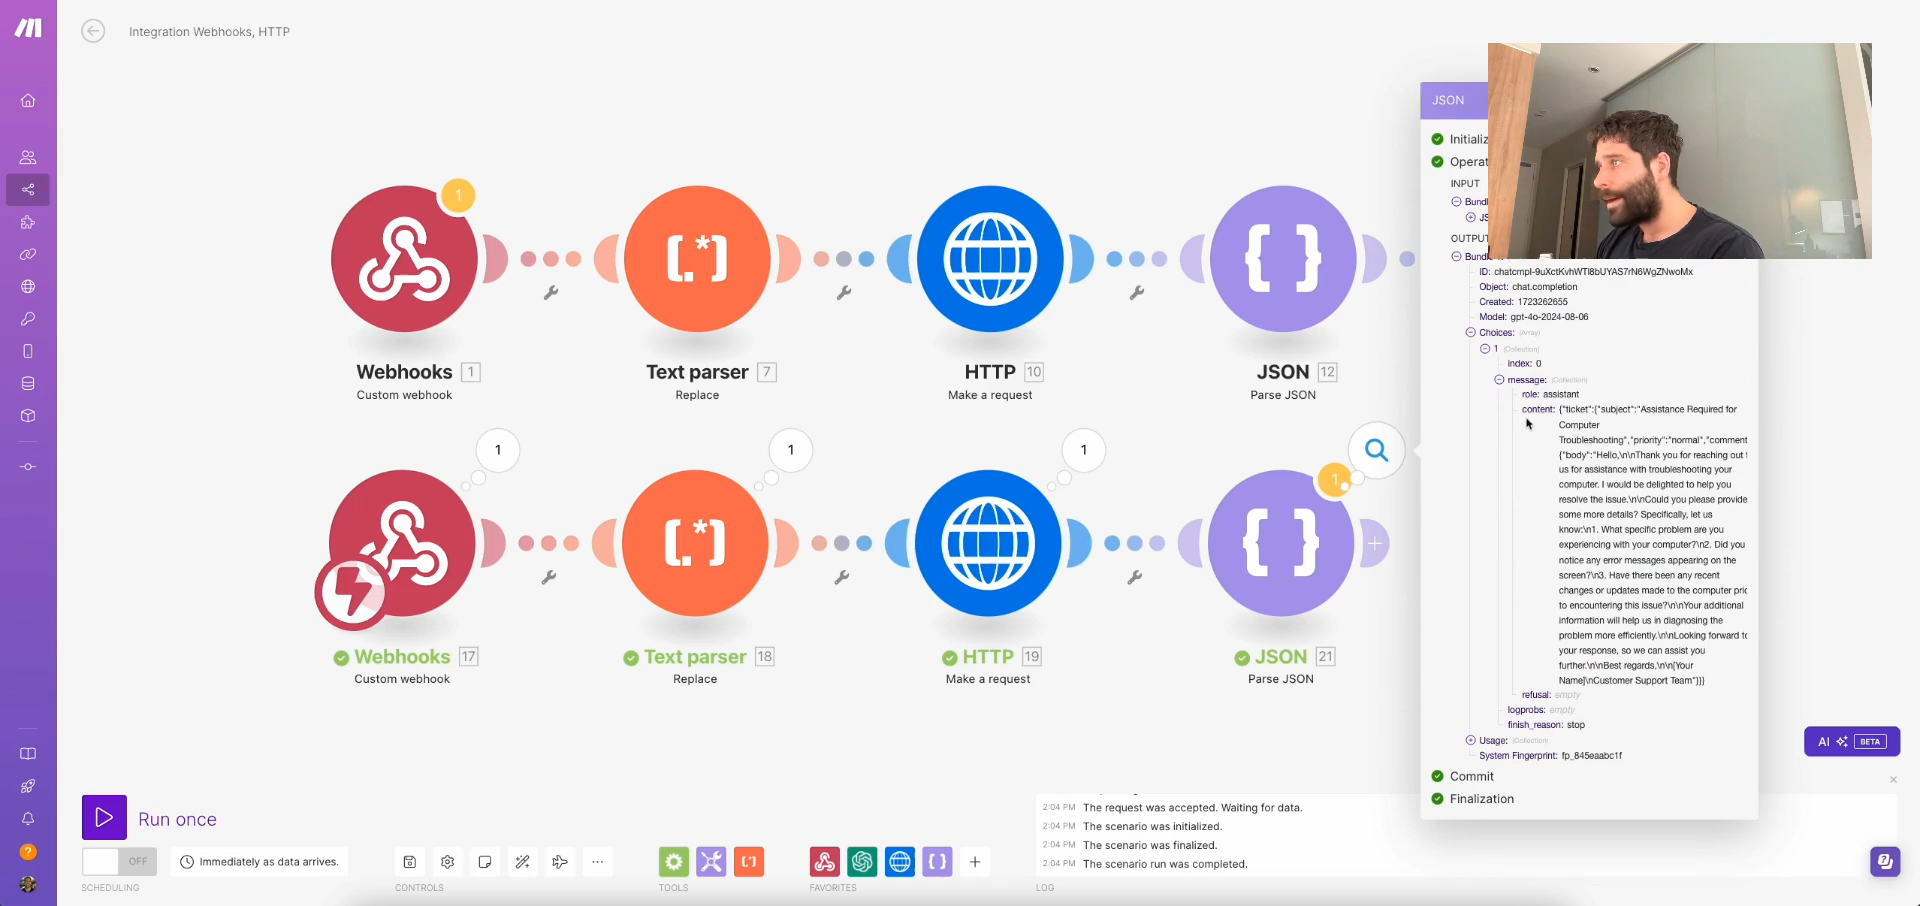 Integration Webhooks, HTTP
JSON
Initializ
Operat
INPUT
Bundl
JS
OUTPU
Bund
ID: chatcmpl-9uXctKvhWTl8bUYAS7rN6WgZNwoMx
Object: chat.completion
Created: 1723262655
Model: gpt-4o-2024-08-06
Choices: (Array)
1 (Collection)
index: 0
message: (Collection)
role: assistant
content: {"ticket":{"subject":"Assistance Required for
Computer
Troubleshooting","priority":"normal","comment
{"body":"Hello,\n\nThank you for reaching out t
us for assistance with troubleshooting your
computer. I would be delighted to help you
resolve the issue.\n\nCould you please provide
some more details? Specifically, let us
know:\n1. What specific problem are you
experiencing with your computer?\n2. Did you
notice any error messages appearing on the
screen?\n3. Have there been any recent
changes or updates made to the computer pric
to encountering this issue?\n\nYour additional
information will help us in diagnosing the
problem more efficiently.\n\nLooking forward to
your response, so we can assist you
further.\n\nBest regards,\n\n[Your
Name]\nCustomer Support Team"}}}
refusal: empty
logprobs: empty
finish_reason: stop
Usage: (Collection)
System Fingerprint: fp_845eaabc1f
Commit
Finalization
1
Webhooks 1
Custom webhook
Text parser 7
Replace
HTTP 10
Make a request
JSON 12
Parse JSON
1
1
1
1
Webhooks 17
Custom webhook
Text parser 18
Replace
HTTP 19
Make a request
JSON 21
Parse JSON
AI BETA
Run once
OFF
Immediately as data arrives.
SCHEDULING
CONTROLS
TOOLS
FAVORITES
2:04 PM The request was accepted. Waiting for data.
2:04 PM The scenario was initialized.
2:04 PM The scenario was finalized.
2:04 PM The scenario run was completed.
LOG